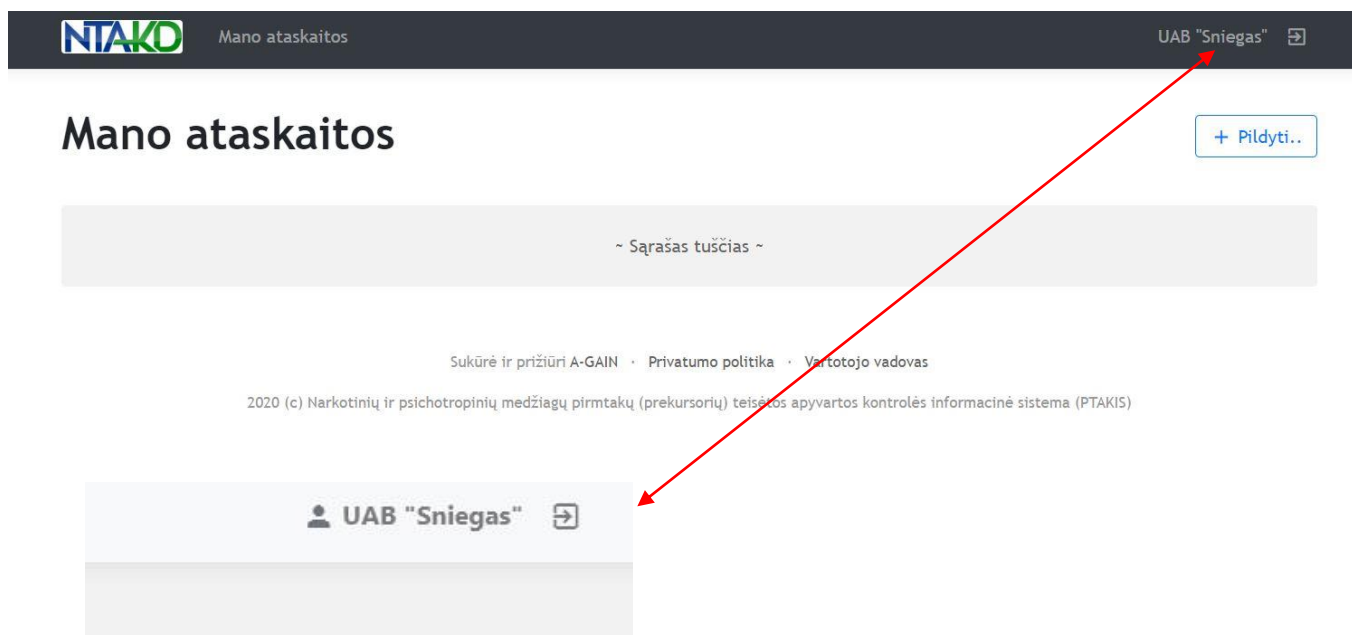 NTAKD Mano ataskaitos UAB "Sniegas"
Mano ataskaitos
+ Pildyti..
~ Sąrašas tuščias ~
Sukūrė ir prižiūri A-GAIN · Privatumo politika · Vartotojo vadovas
2020 (c) Narkotinių ir psichotropinių medžiagų pirmtakų (prekursorių) teisėtos apyvartos kontrolės informacinė sistema (PTAKIS)
UAB "Sniegas"